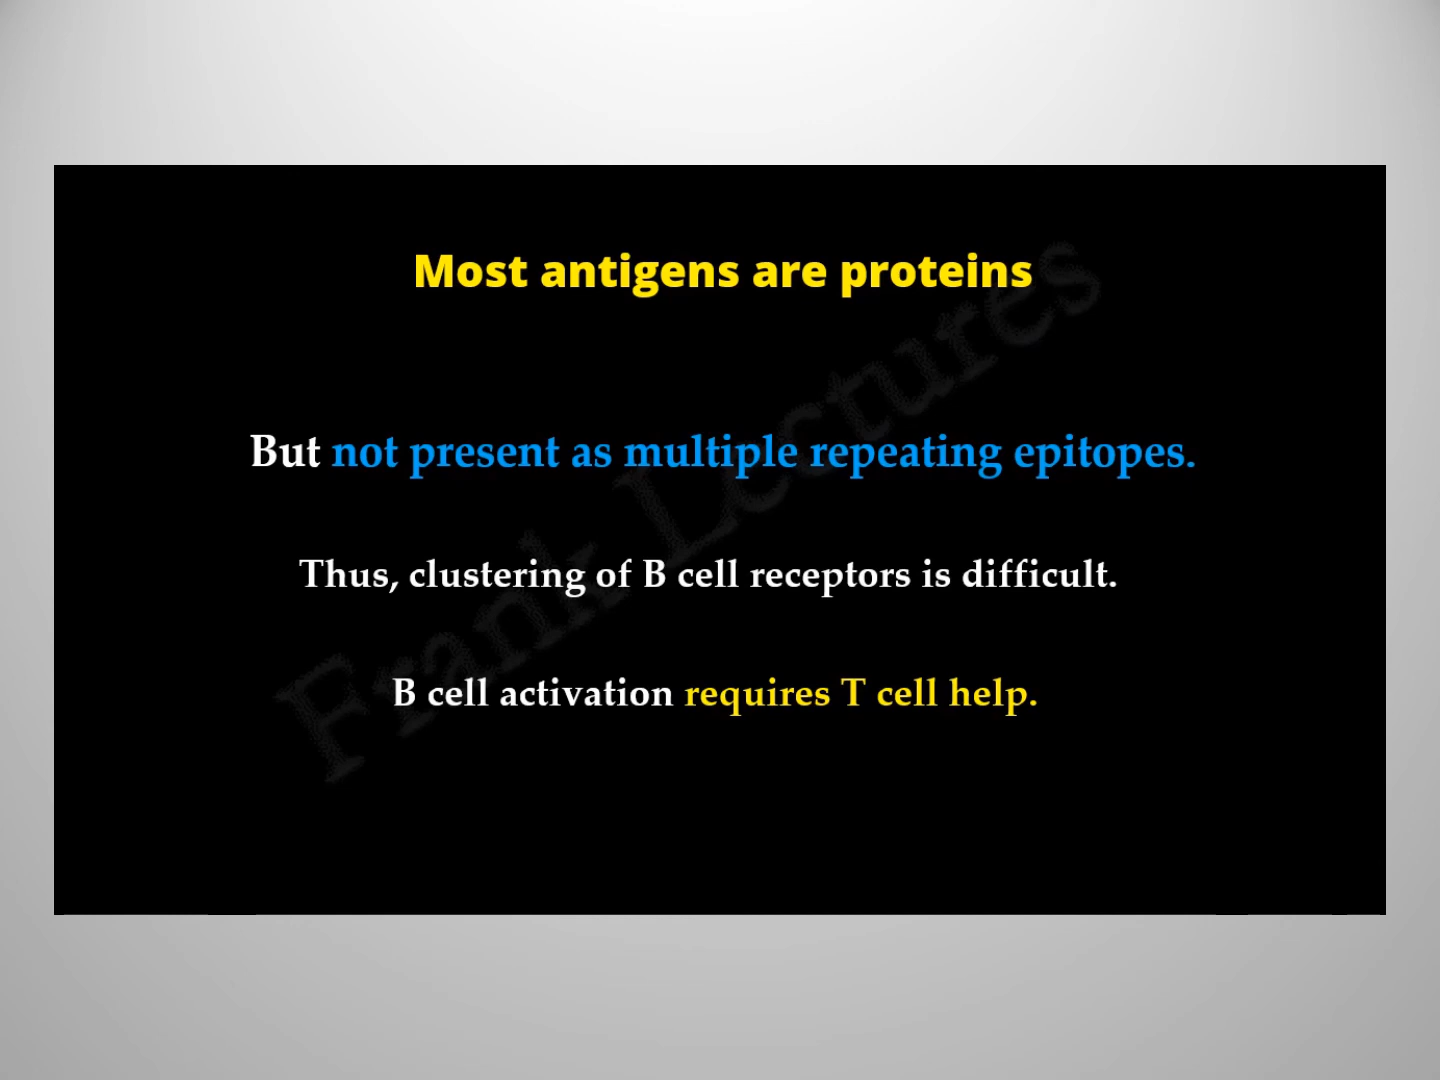 Most antigens are proteins
But not present as multiple repeating epitopes.
Thus, clustering of B cell receptors is difficult.
B cell activation requires T cell help.
Frank Lectures